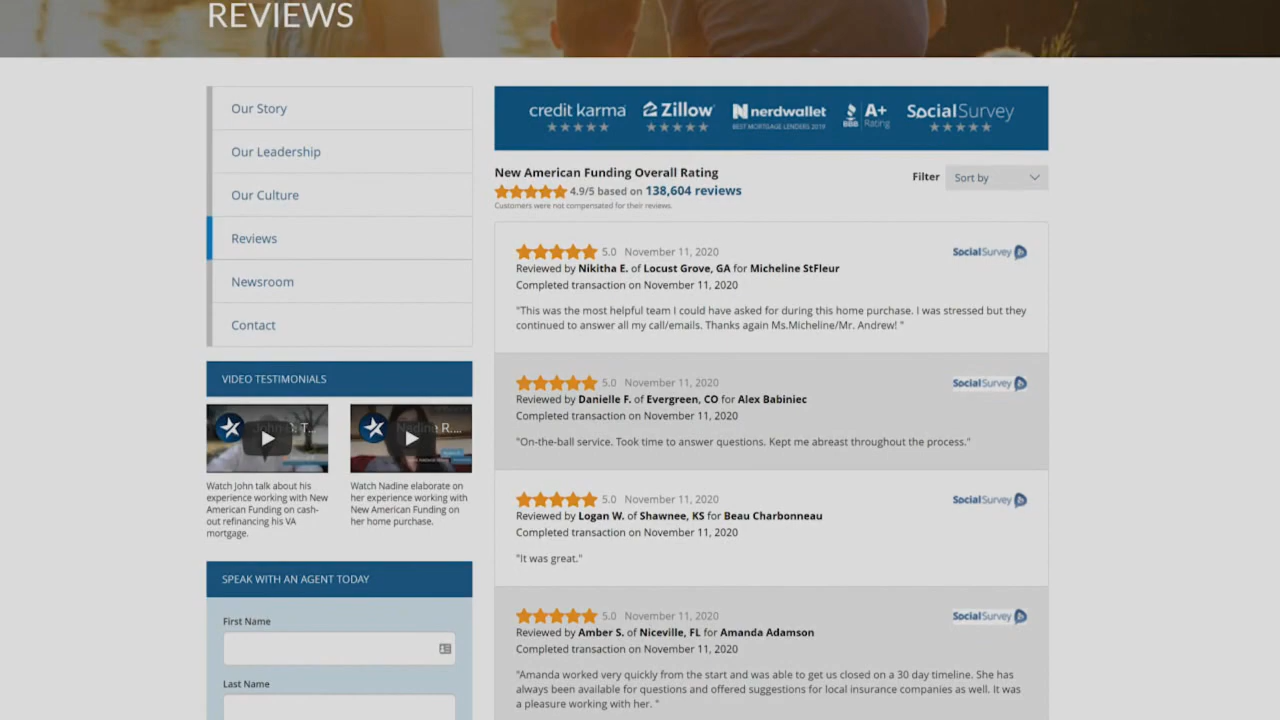 REVIEWS
Our Story
Our Leadership
Our Culture
Reviews
Newsroom
Contact
VIDEO TESTIMONIALS
Watch John talk about his
experience working with New
American Funding on cash-
out refinancing his VA
mortgage.
Nadine R....
Watch Nadine elaborate on
her experience working with
New American Funding on
her home purchase.
SPEAK WITH AN AGENT TODAY
First Name
Last Name
credit karma
Zillow
nerdwallet
BEST MORTGAGE LENDERS 2019
BBB
A+
Rating
SocialSurvey
New American Funding Overall Rating
4.9/5 based on 138,604 reviews
Customers were not compensated for their reviews.
Filter
Sort by
5.0 November 11, 2020
SocialSurvey
Reviewed by Nikitha E. of Locust Grove, GA for Micheline StFleur
Completed transaction on November 11, 2020
"This was the most helpful team I could have asked for during this home purchase. I was stressed but they
continued to answer all my call/emails. Thanks again Ms.Micheline/Mr. Andrew! "
5.0 November 11, 2020
SocialSurvey
Reviewed by Danielle F. of Evergreen, CO for Alex Babiniec
Completed transaction on November 11, 2020
"On-the-ball service. Took time to answer questions. Kept me abreast throughout the process."
5.0 November 11, 2020
SocialSurvey
Reviewed by Logan W. of Shawnee, KS for Beau Charbonneau
Completed transaction on November 11, 2020
"It was great."
5.0 November 11, 2020
SocialSurvey
Reviewed by Amber S. of Niceville, FL for Amanda Adamson
Completed transaction on November 11, 2020
"Amanda worked very quickly from the start and was able to get us closed on a 30 day timeline. She has
always been available for questions and offered suggestions for local insurance companies as well. It was
a pleasure working with her. "